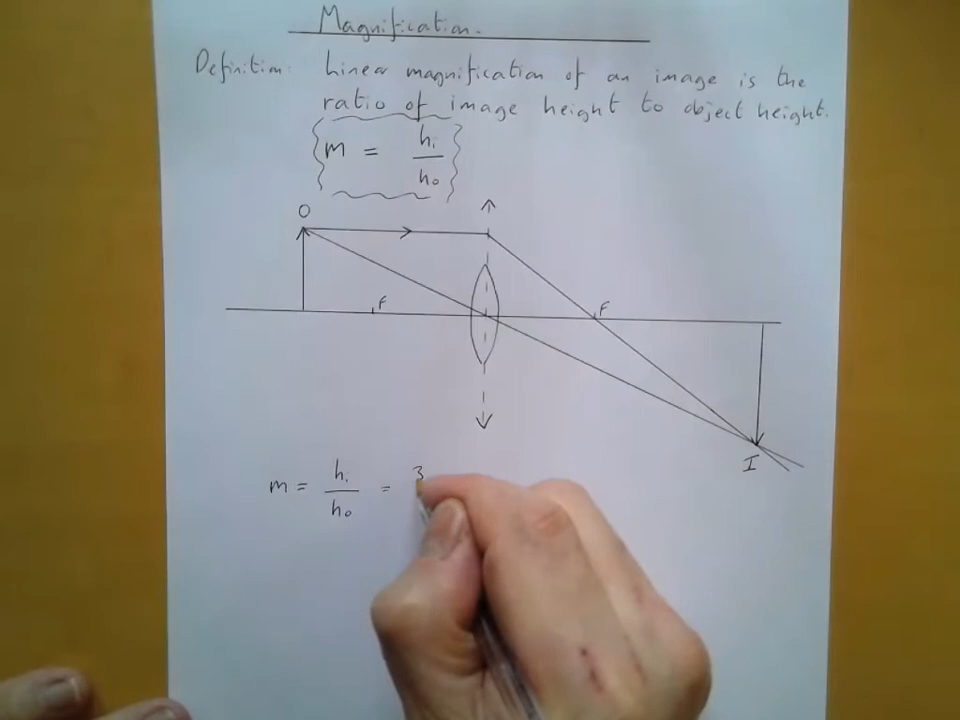 Magnification.
Definition: Linear magnification of an image is the
ratio of image height to object height.
m = hᵢ/hₒ
O
F
F
I
m = hᵢ/hₒ = 3